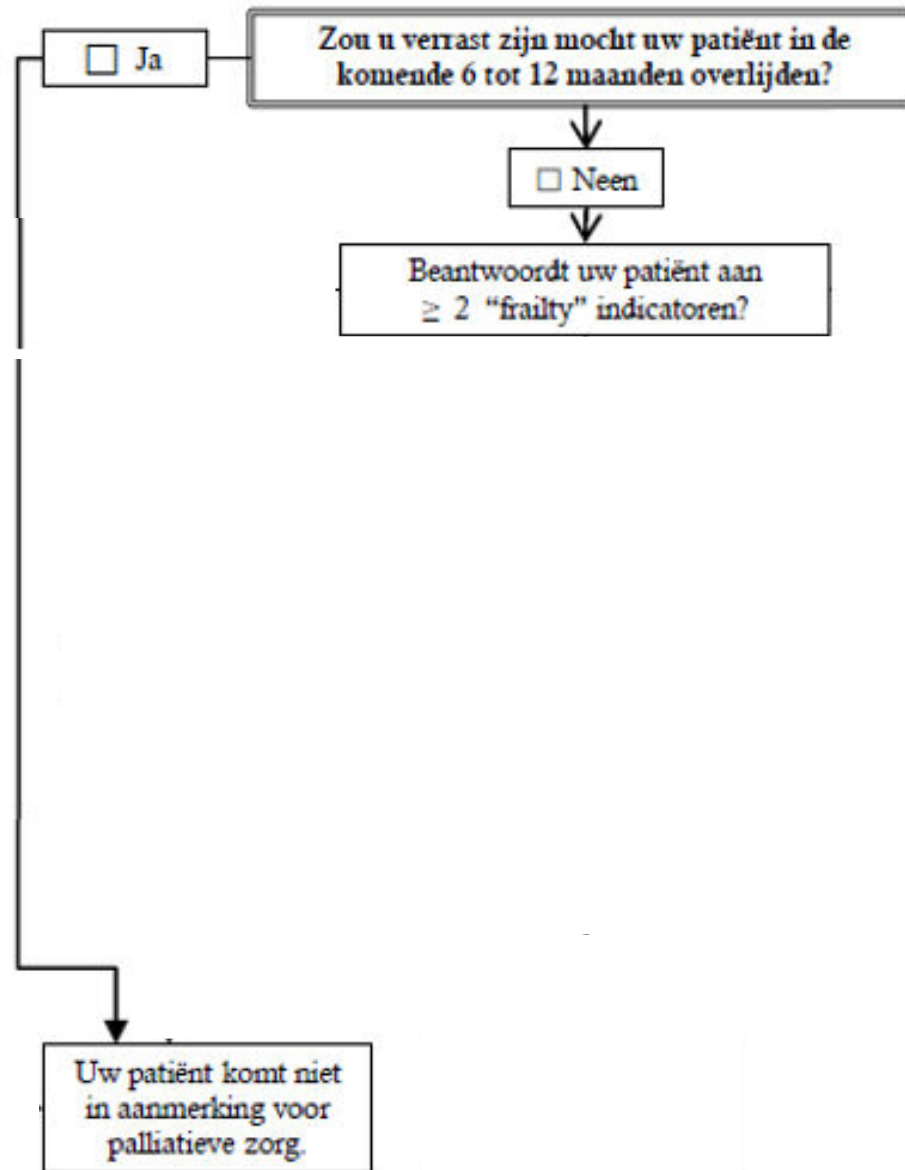 ☐ Ja
Zou u verrast zijn mocht uw patiënt in de
komende 6 tot 12 maanden overlijden?
☐ Neen
Beantwoordt uw patiënt aan
≥ 2 “frailty” indicatoren?
Uw patiënt komt niet
in aanmerking voor
palliatieve zorg.